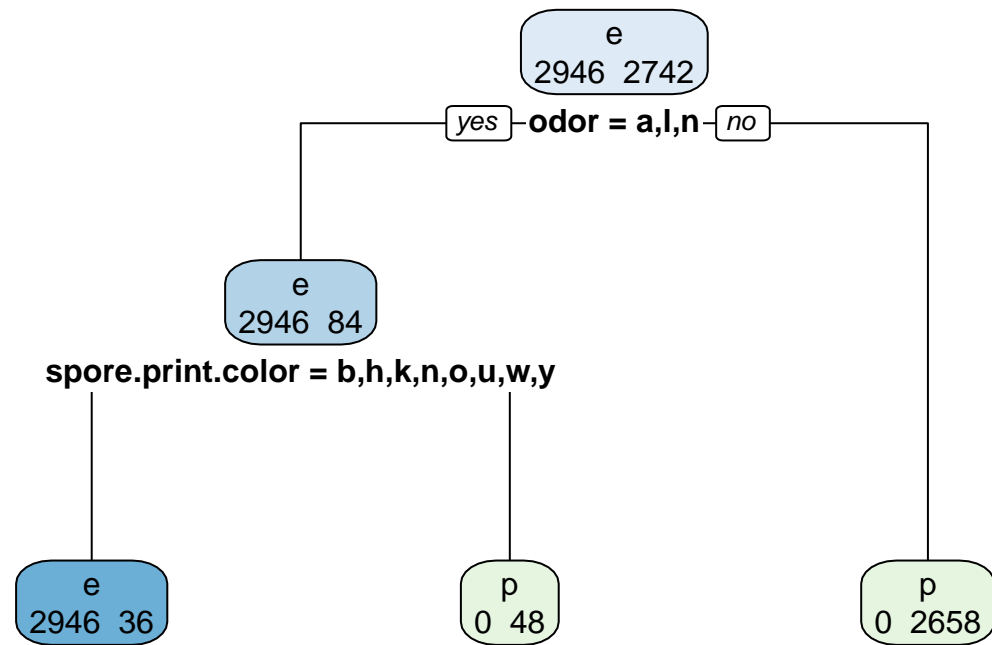 e
2946 2742
yes odor = a,l,n no
e
2946 84
spore.print.color = b,h,k,n,o,u,w,y
e
2946 36
p
0 48
p
0 2658